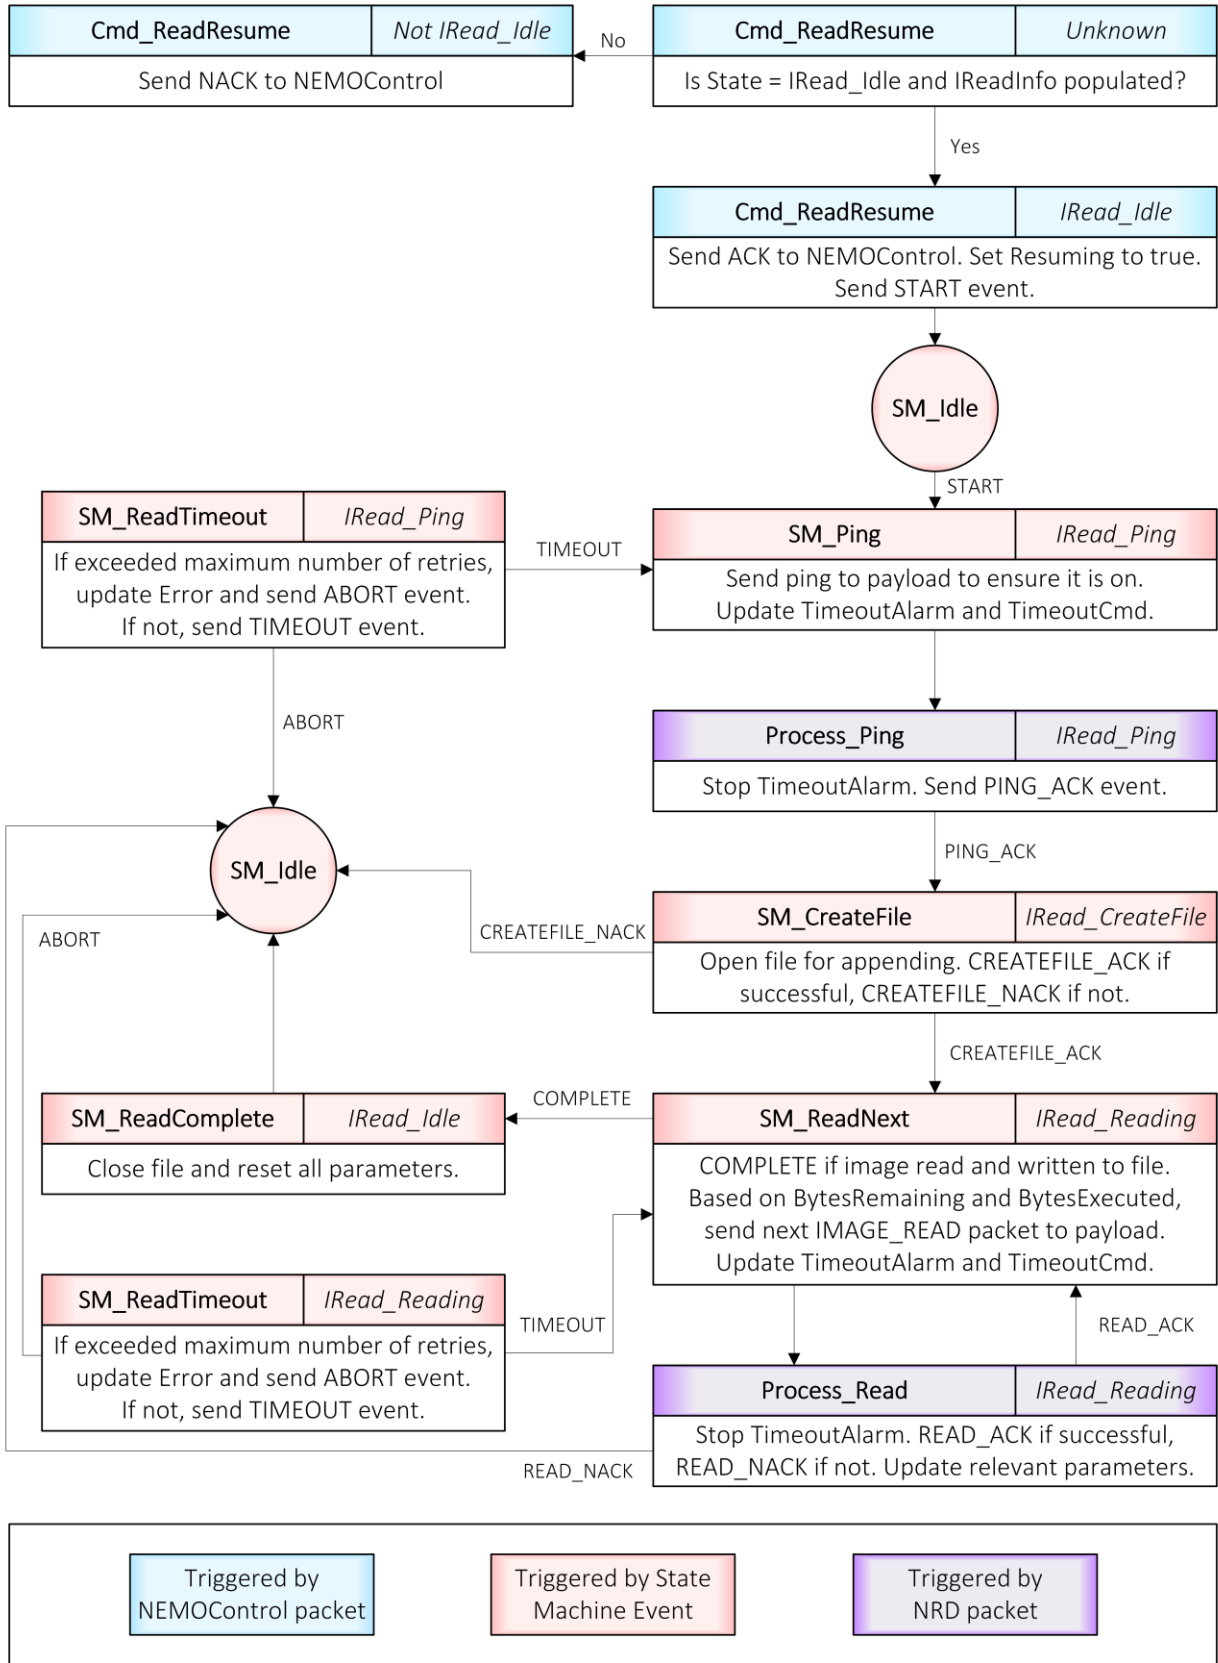 Cmd_ReadResume
Not IRead_Idle
Send NACK to NEMOControl
No
Cmd_ReadResume
Unknown
Is State = IRead_Idle and IReadInfo populated?
Yes
Cmd_ReadResume
IRead_Idle
Send ACK to NEMOControl. Set Resuming to true.
Send START event.
SM_Idle
START
SM_ReadTimeout
IRead_Ping
If exceeded maximum number of retries,
update Error and send ABORT event.
If not, send TIMEOUT event.
TIMEOUT
SM_Ping
IRead_Ping
Send ping to payload to ensure it is on.
Update TimeoutAlarm and TimeoutCmd.
ABORT
Process_Ping
IRead_Ping
Stop TimeoutAlarm. Send PING_ACK event.
PING_ACK
SM_Idle
ABORT
CREATEFILE_NACK
SM_CreateFile
IRead_CreateFile
Open file for appending. CREATEFILE_ACK if
successful, CREATEFILE_NACK if not.
CREATEFILE_ACK
SM_ReadComplete
IRead_Idle
Close file and reset all parameters.
COMPLETE
SM_ReadNext
IRead_Reading
COMPLETE if image read and written to file.
Based on BytesRemaining and BytesExecuted,
send next IMAGE_READ packet to payload.
Update TimeoutAlarm and TimeoutCmd.
SM_ReadTimeout
IRead_Reading
If exceeded maximum number of retries,
update Error and send ABORT event.
If not, send TIMEOUT event.
TIMEOUT
READ_ACK
Process_Read
IRead_Reading
Stop TimeoutAlarm. READ_ACK if successful,
READ_NACK if not. Update relevant parameters.
READ_NACK
Triggered by
NEMOControl packet
Triggered by State
Machine Event
Triggered by
NRD packet